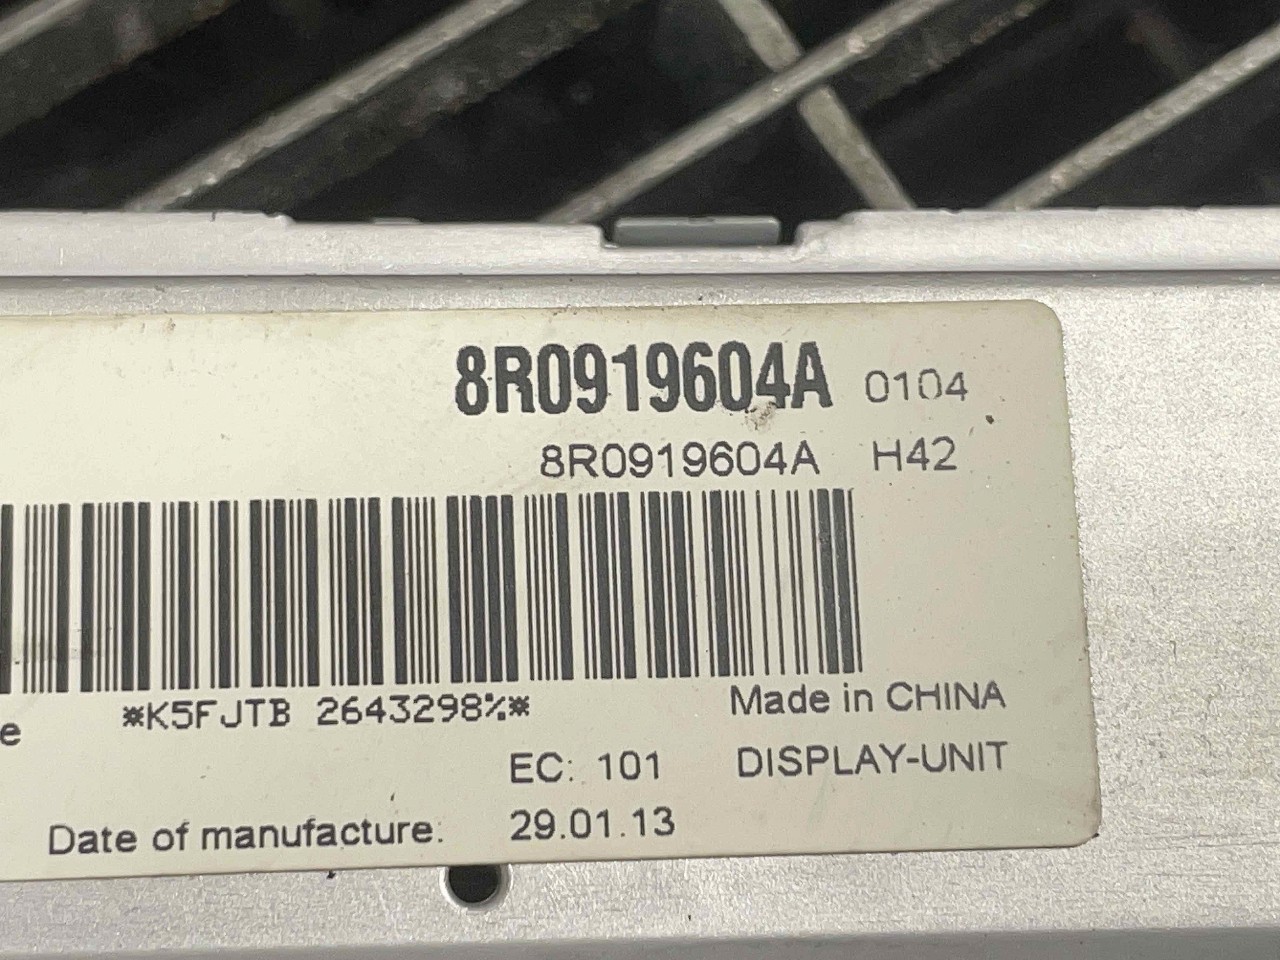 8R0919604A 0104
8R0919604A H42
*K5FJTB 2643298%*
Made in CHINA
e
EC: 101 DISPLAY-UNIT
Date of manufacture: 29.01.13